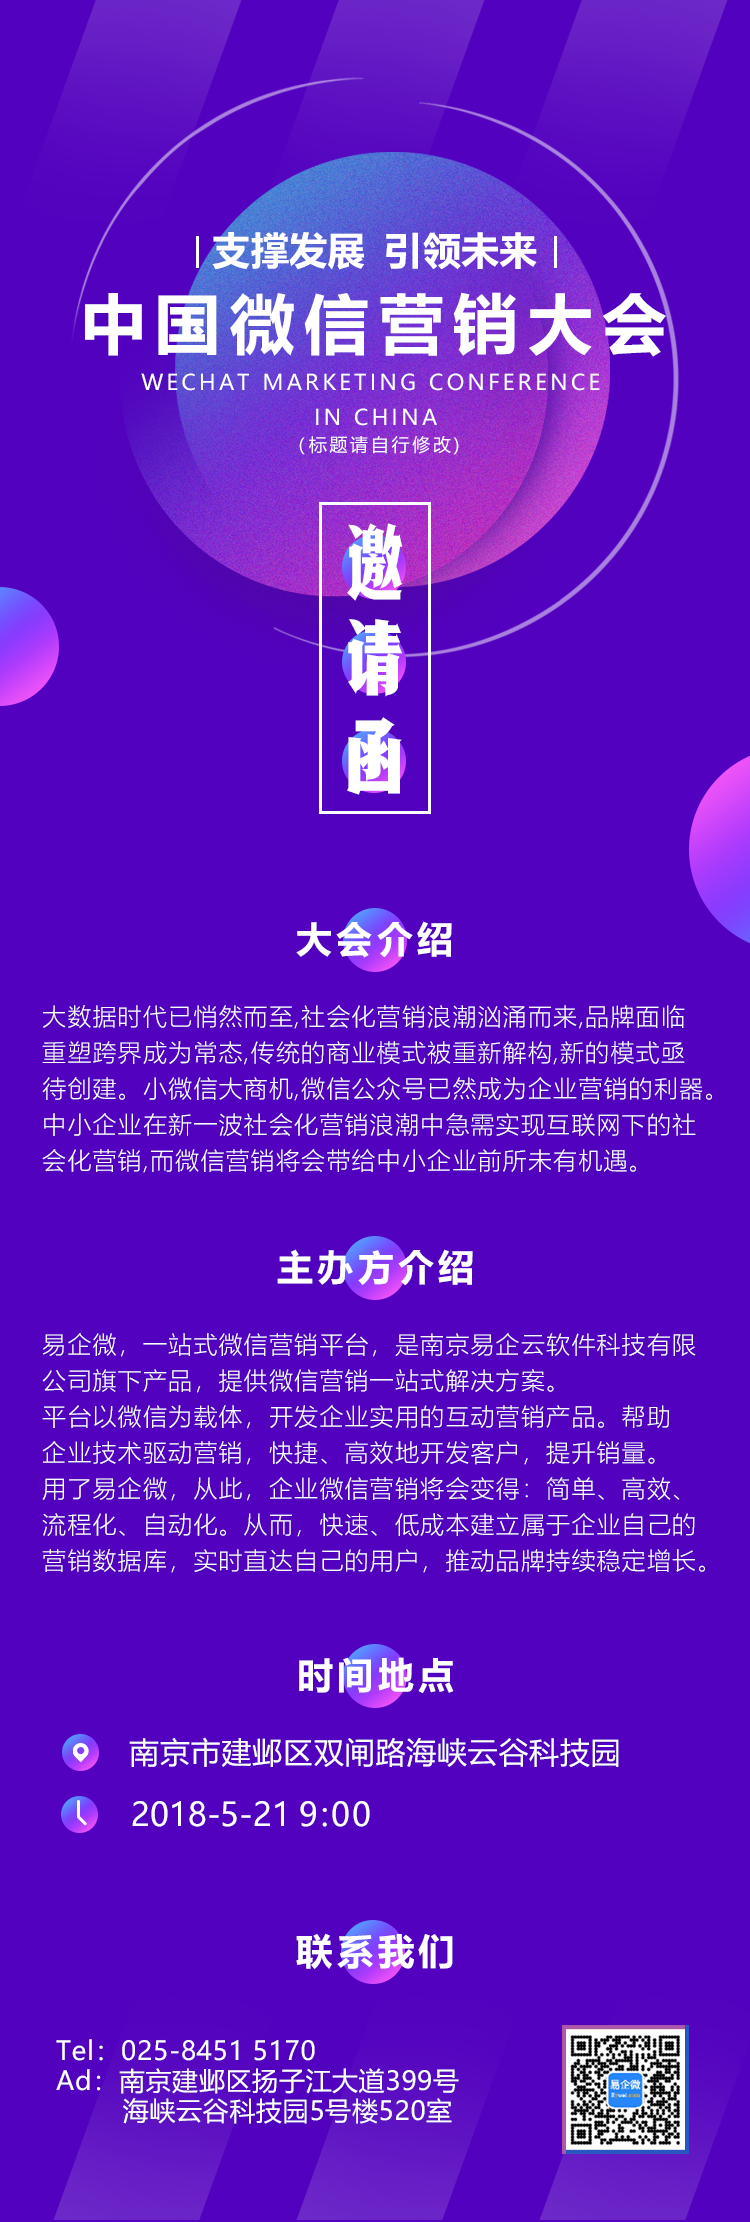 支撑发展 引领未来
中国微信营销大会
WECHAT MARKETING CONFERENCE
IN CHINA
(标题请自行修改)
邀
请
函
大会介绍
大数据时代已悄然而至,社会化营销浪潮汹涌而来,品牌面临
重塑跨界成为常态,传统的商业模式被重新解构,新的模式亟
待创建。小微信大商机,微信公众号已然成为企业营销的利器。
中小企业在新一波社会化营销浪潮中急需实现互联网下的社
会化营销,而微信营销将会带给中小企业前所未有机遇。
主办方介绍
易企微，一站式微信营销平台，是南京易企云软件科技有限
公司旗下产品，提供微信营销一站式解决方案。
平台以微信为载体，开发企业实用的互动营销产品。帮助
企业技术驱动营销，快捷、高效地开发客户，提升销量。
用了易企微，从此，企业微信营销将会变得：简单、高效、
流程化、自动化。从而，快速、低成本建立属于企业自己的
营销数据库，实时直达自己的用户，推动品牌持续稳定增长。
时间地点
南京市建邺区双闸路海峡云谷科技园
2018-5-21 9:00
联系我们
Tel：025-8451 5170
Ad：南京建邺区扬子江大道399号
海峡云谷科技园5号楼520室
易企微